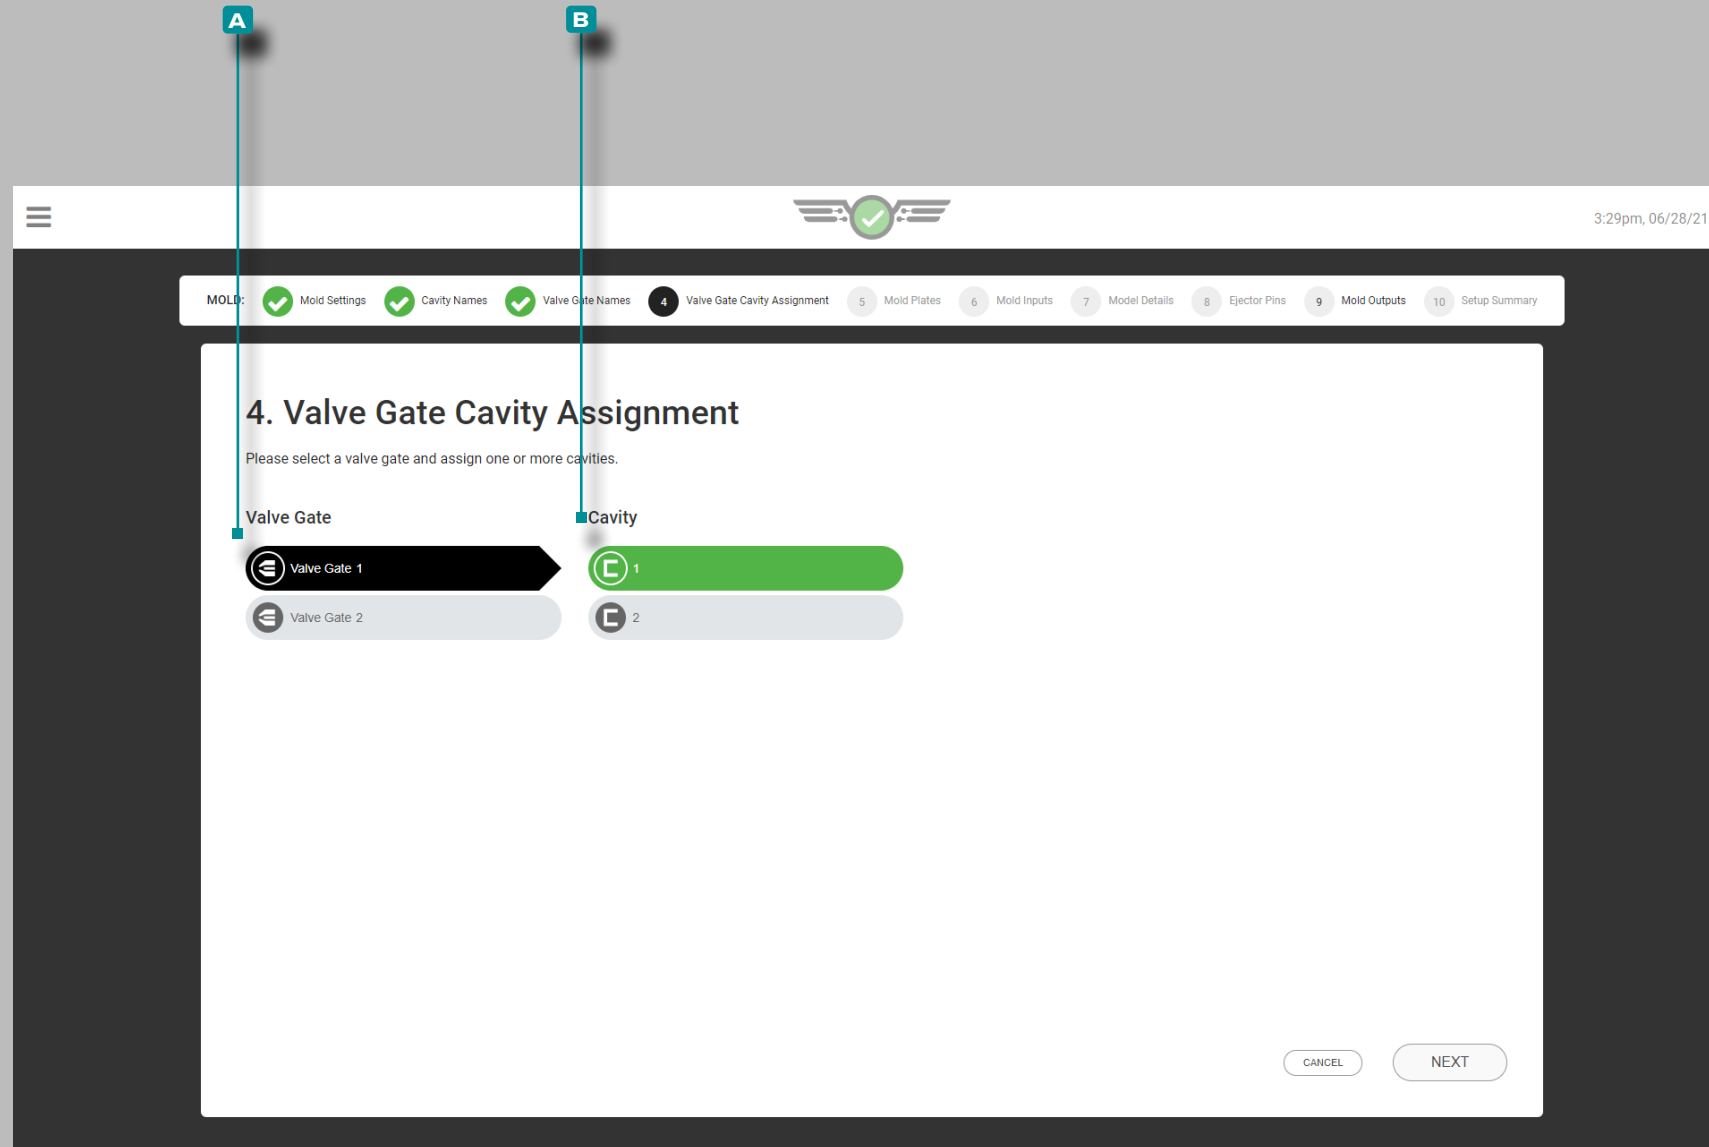 A B
3:29pm, 06/28/21
MOLD: Mold Settings Cavity Names Valve Gate Names 4 Valve Gate Cavity Assignment 5 Mold Plates 6 Mold Inputs 7 Model Details 8 Ejector Pins 9 Mold Outputs 10 Setup Summary
4. Valve Gate Cavity Assignment
Please select a valve gate and assign one or more cavities.
Valve Gate Cavity
Valve Gate 1 1
Valve Gate 2 2
CANCEL NEXT